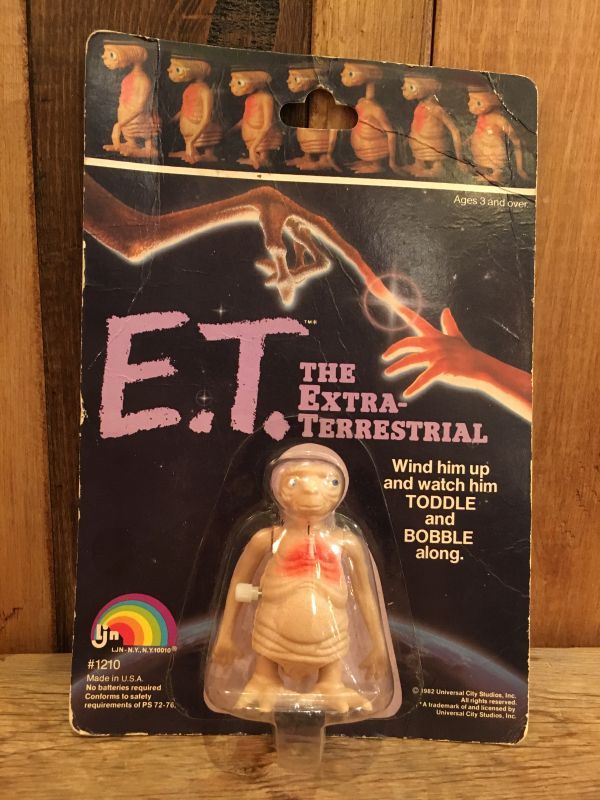 Ages 3 and over.
E.T.™*
THE
EXTRA-
TERRESTRIAL
Wind him up
and watch him
TODDLE
and
BOBBLE
along.
Ljn
LJN - N.Y., N.Y. 10010®
#1210
Made in U.S.A.
No batteries required
Conforms to safety
requirements of PS 72-76.
© 1982 Universal City Studios, Inc.
All rights reserved.
*A trademark of and licensed by
Universal City Studios, Inc.